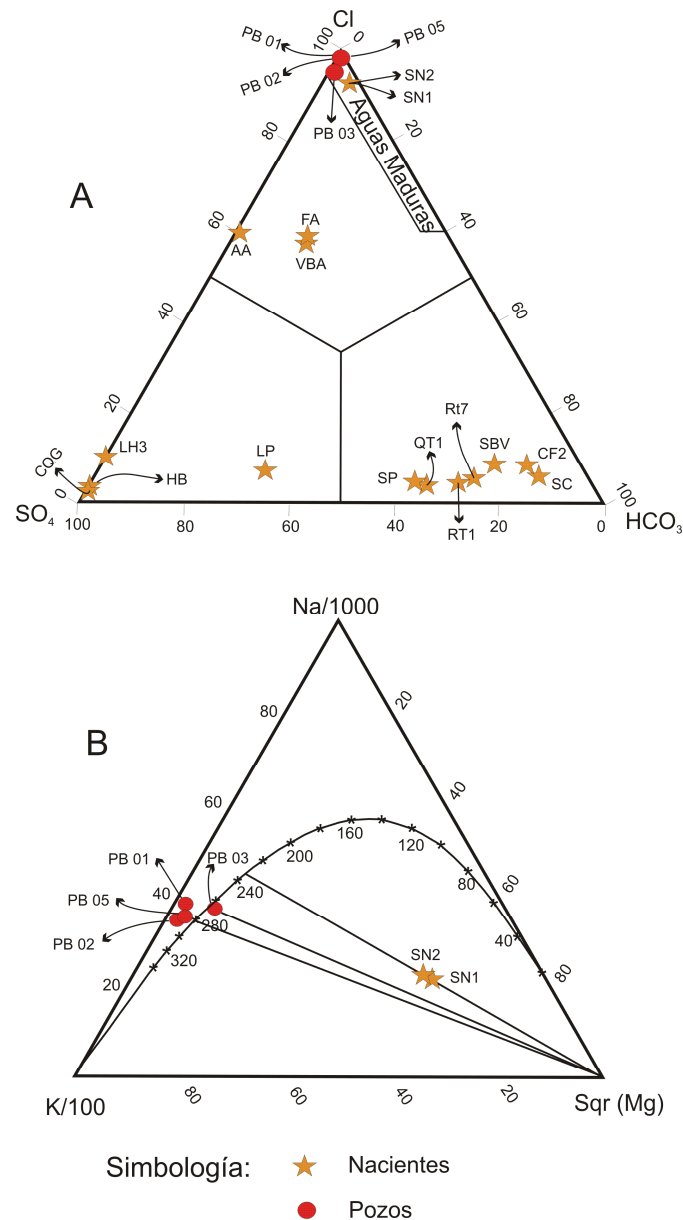 Cl
PB 01
100
0
PB 05
PB 02
SN2
SN1
PB 03
80
20
Aguas Maduras
A
60
40
FA
AA
VBA
40
60
20
80
Rt7
LH3
LP
QT1
SBV
CF2
CQG
HB
SP
SC
0
100
SO₄
100
80
60
40
20
0
HCO₃
RT1
Na/1000
80
20
B
60
40
160
120
200
PB 01
PB 03
80
60
40
240
PB 05
280
40
PB 02
320
SN2
SN1
80
20
K/100
80
60
40
20
Sqr (Mg)
Simbología:
Nacientes
Pozos